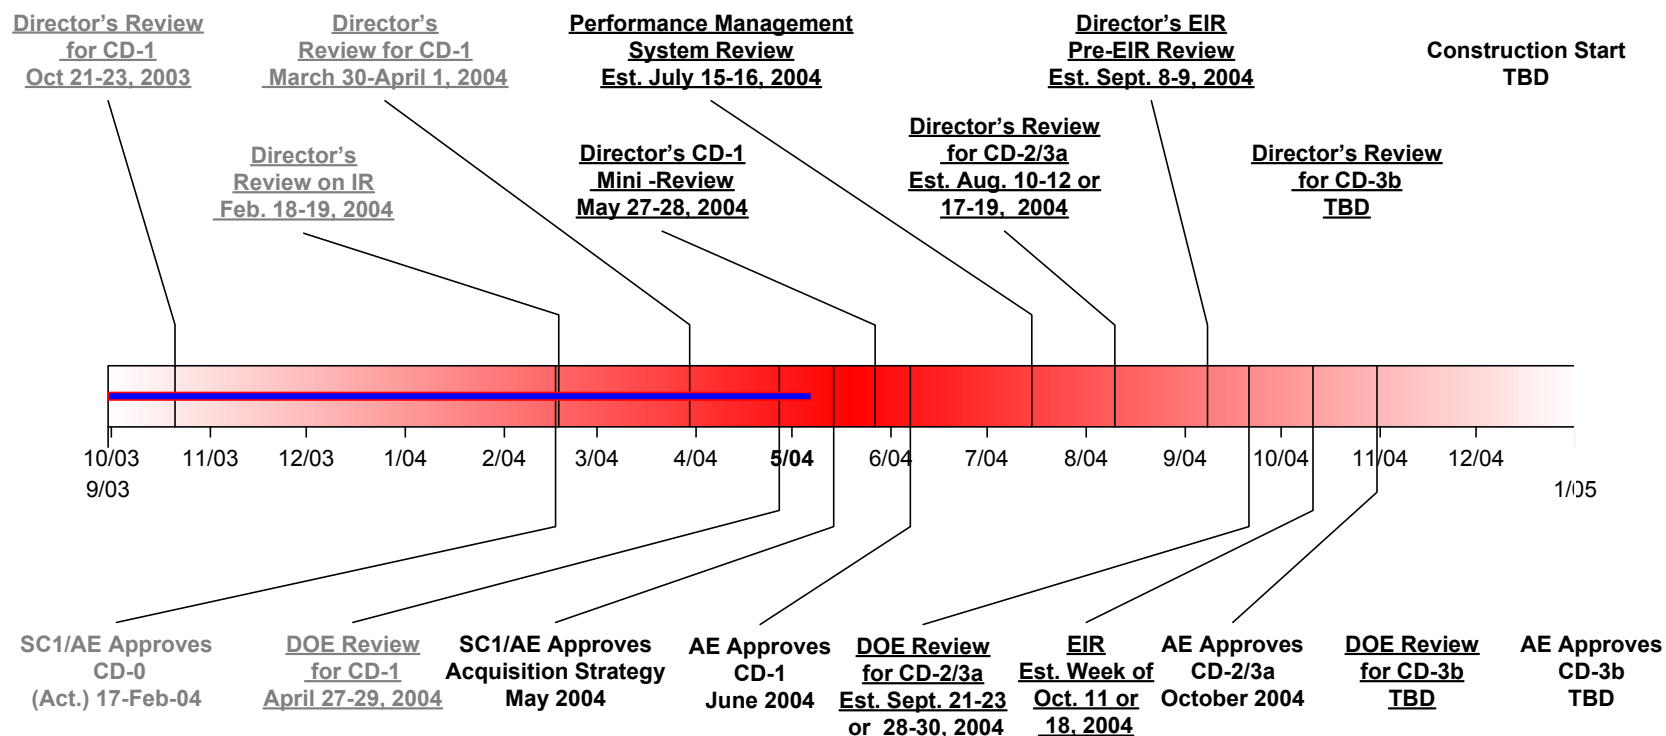 Director’s Review
for CD-1
Oct 21-23, 2003
Director’s
Review for CD-1
March 30-April 1, 2004
Performance Management
System Review
Est. July 15-16, 2004
Director’s EIR
Pre-EIR Review
Est. Sept. 8-9, 2004
Construction Start
TBD
Director’s
Review on IR
Feb. 18-19, 2004
Director’s CD-1
Mini -Review
May 27-28, 2004
Director’s Review
for CD-2/3a
Est. Aug. 10-12 or
17-19, 2004
Director’s Review
for CD-3b
TBD
10/03 11/03 12/03 1/04 2/04 3/04 4/04 5/04 6/04 7/04 8/04 9/04 10/04 11/04 12/04
9/03 1/05
SC1/AE Approves
CD-0
(Act.) 17-Feb-04
DOE Review
for CD-1
April 27-29, 2004
SC1/AE Approves
Acquisition Strategy
May 2004
AE Approves
CD-1
June 2004
DOE Review
for CD-2/3a
Est. Sept. 21-23
or 28-30, 2004
EIR
Est. Week of
Oct. 11 or
18, 2004
AE Approves
CD-2/3a
October 2004
DOE Review
for CD-3b
TBD
AE Approves
CD-3b
TBD